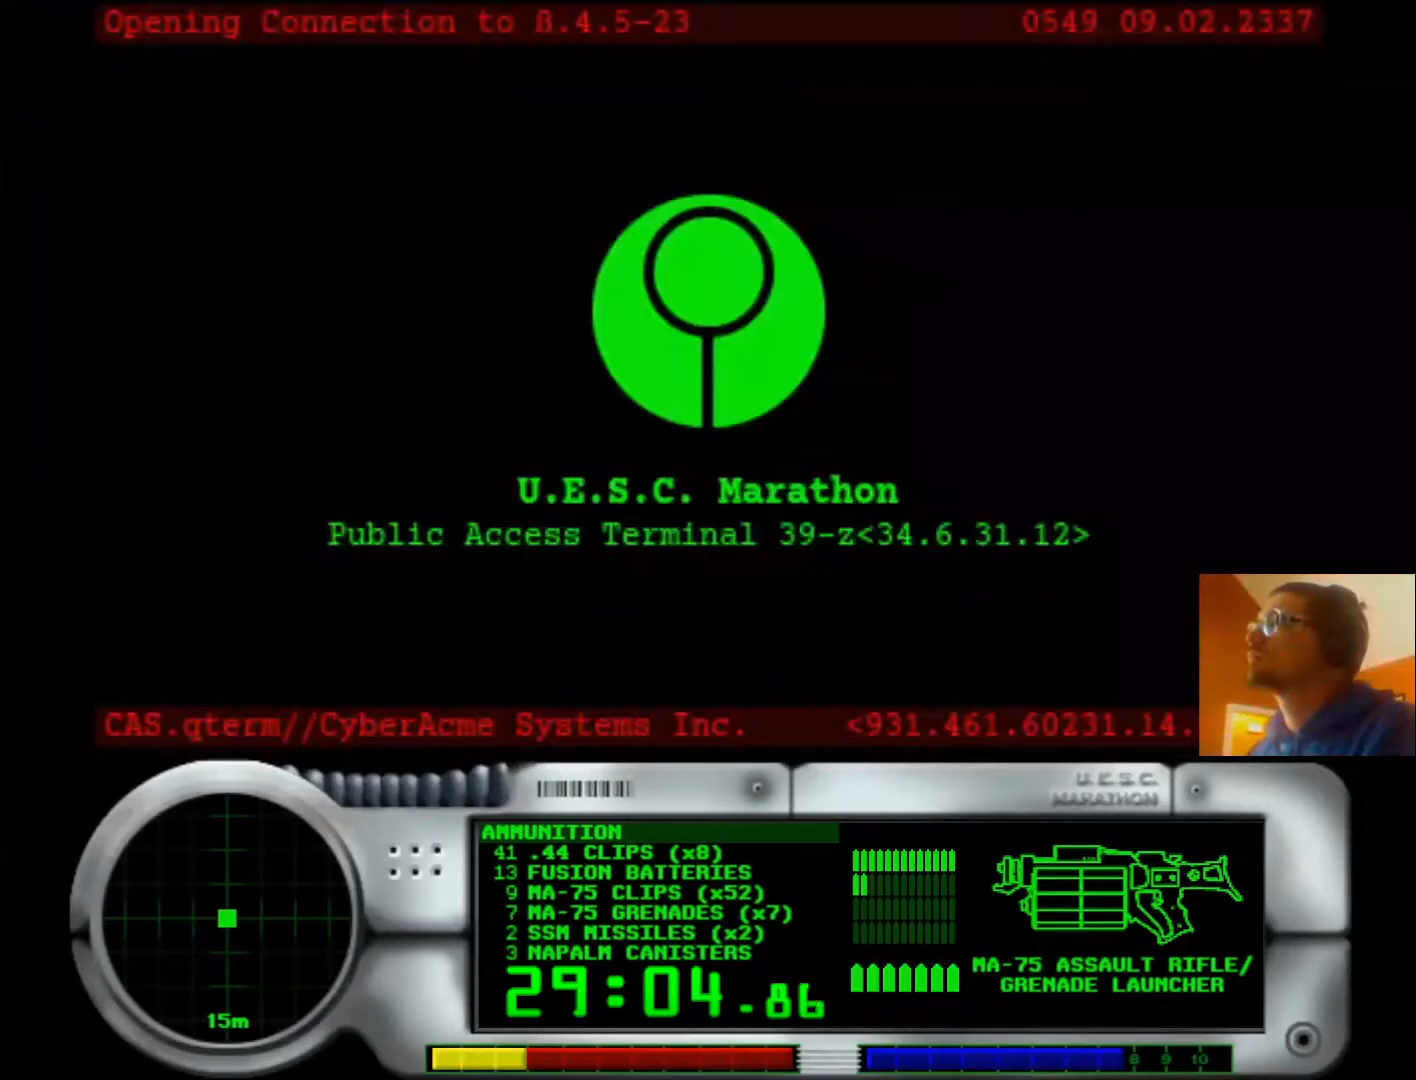 Opening Connection to ß.4.5-23 0549 09.02.2337
U.E.S.C. Marathon
Public Access Terminal 39-z<34.6.31.12>
CAS.qterm//CyberAcme Systems Inc. <931.461.60231.14.
U.E.S.C.
MARATHON
AMMUNITION
41 .44 CLIPS (x8)
13 FUSION BATTERIES
9 MA-75 CLIPS (x52)
7 MA-75 GRENADES (x7)
2 SSM MISSILES (x2)
3 NAPALM CANISTERS
29:04.86
MA-75 ASSAULT RIFLE/
GRENADE LAUNCHER
15m
8 9 10